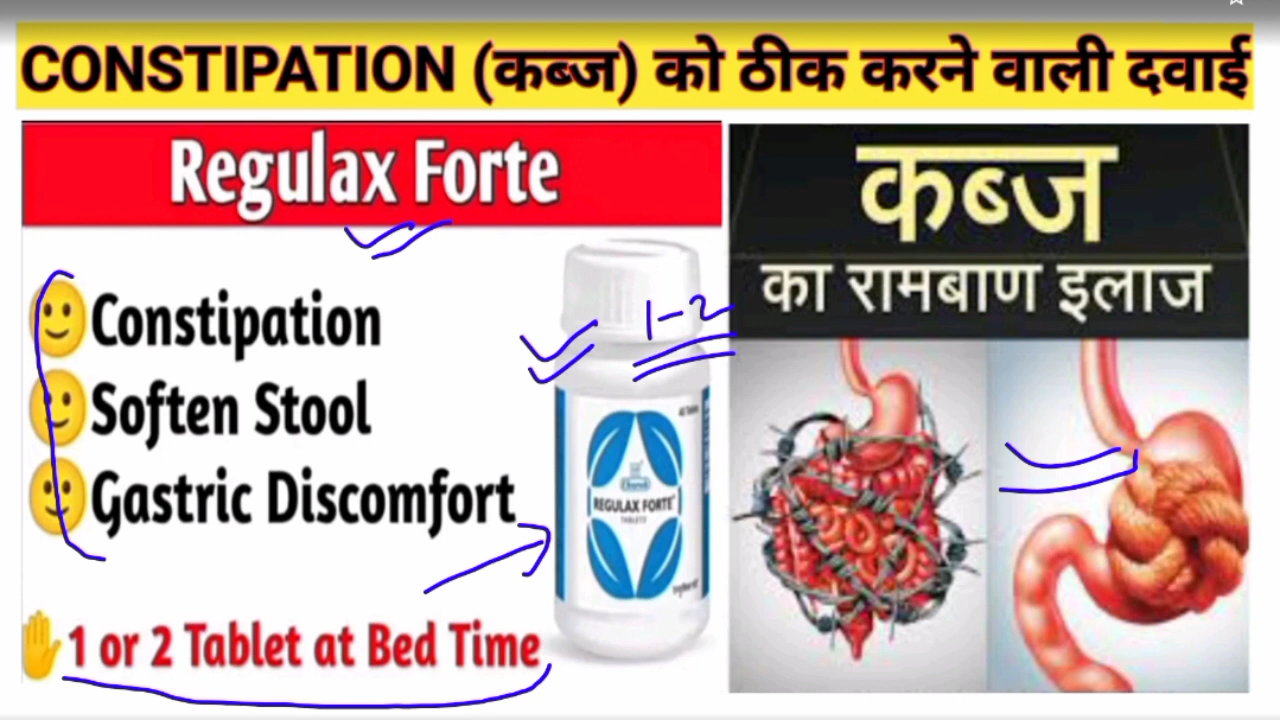 CONSTIPATION (कब्ज) को ठीक करने वाली दवाई
Regulax Forte
Constipation
Soften Stool
Gastric Discomfort
1 or 2 Tablet at Bed Time
1-2
Charak
REGULAX FORTE
TABLETS
कब्ज
का रामबाण इलाज